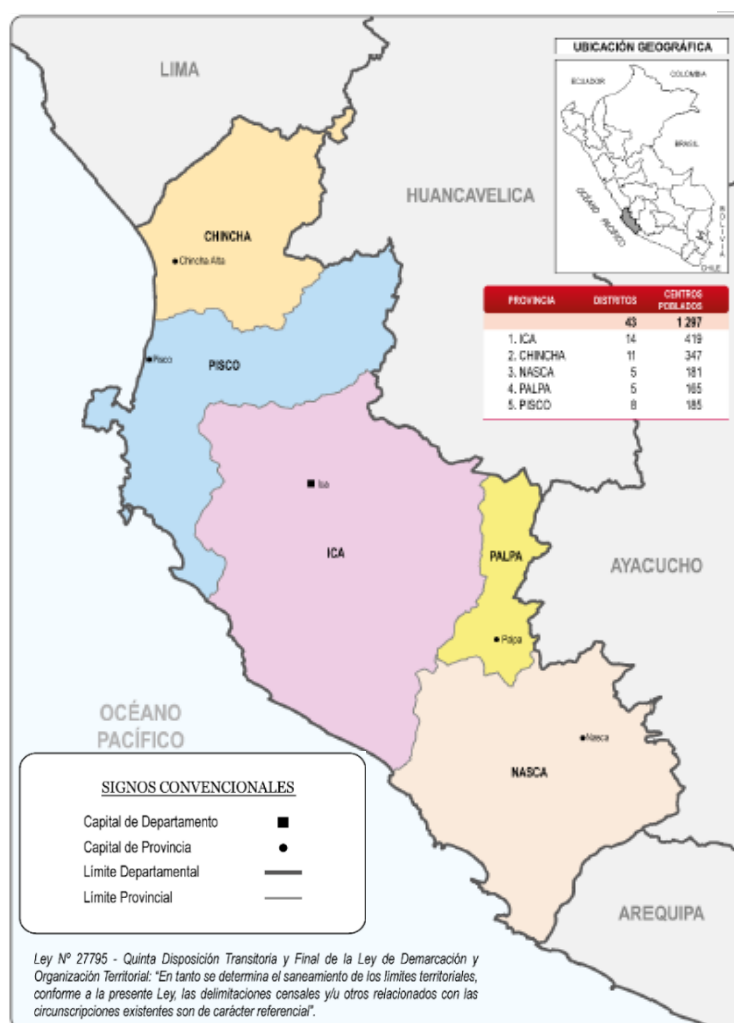 LIMA
UBICACIÓN GEOGRÁFICA
ECUADOR
COLOMBIA
BRASIL
OCÉANO PACÍFICO
BOLIVIA
CHILE
HUANCAVELICA
CHINCHA
Chincha Alta
PROVINCIA DISTRITOS CENTROS POBLADOS
43 1 297
1. ICA 14 419
2. CHINCHA 11 347
3. NASCA 5 181
4. PALPA 5 165
5. PISCO 8 185
Pisco
PISCO
Ica
ICA
PALPA
AYACUCHO
Palpa
OCÉANO
PACÍFICO
Nasca
NASCA
SIGNOS CONVENCIONALES
Capital de Departamento
Capital de Provincia
Límite Departamental
Límite Provincial
AREQUIPA
Ley Nº 27795 - Quinta Disposición Transitoria y Final de la Ley de Demarcación y
Organización Territorial: "En tanto se determina el saneamiento de los límites territoriales,
conforme a la presente Ley, las delimitaciones censales y/u otros relacionados con las
circunscripciones existentes son de carácter referencial".